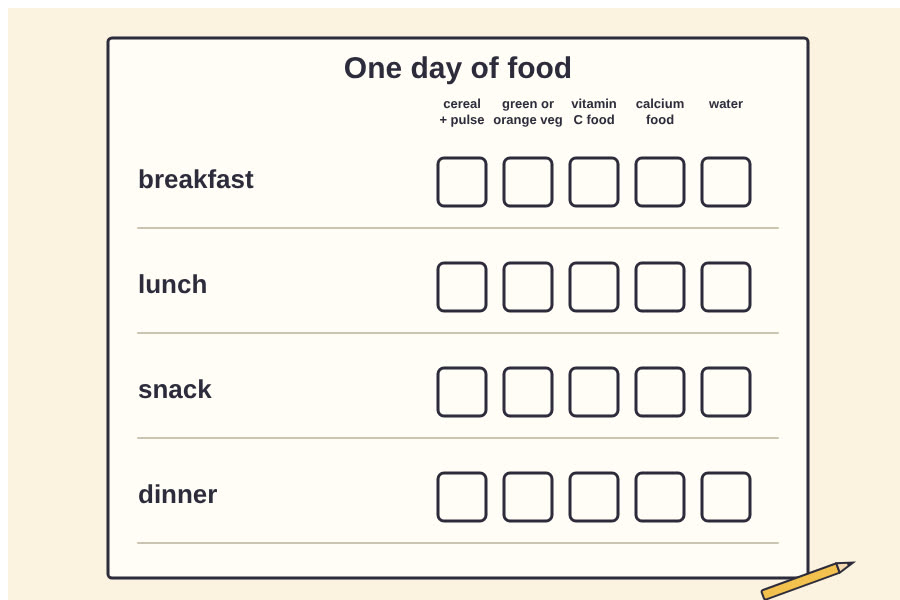 One day of food
cereal green or vitamin calcium water
+ pulse orange veg C food food
breakfast
lunch
snack
dinner